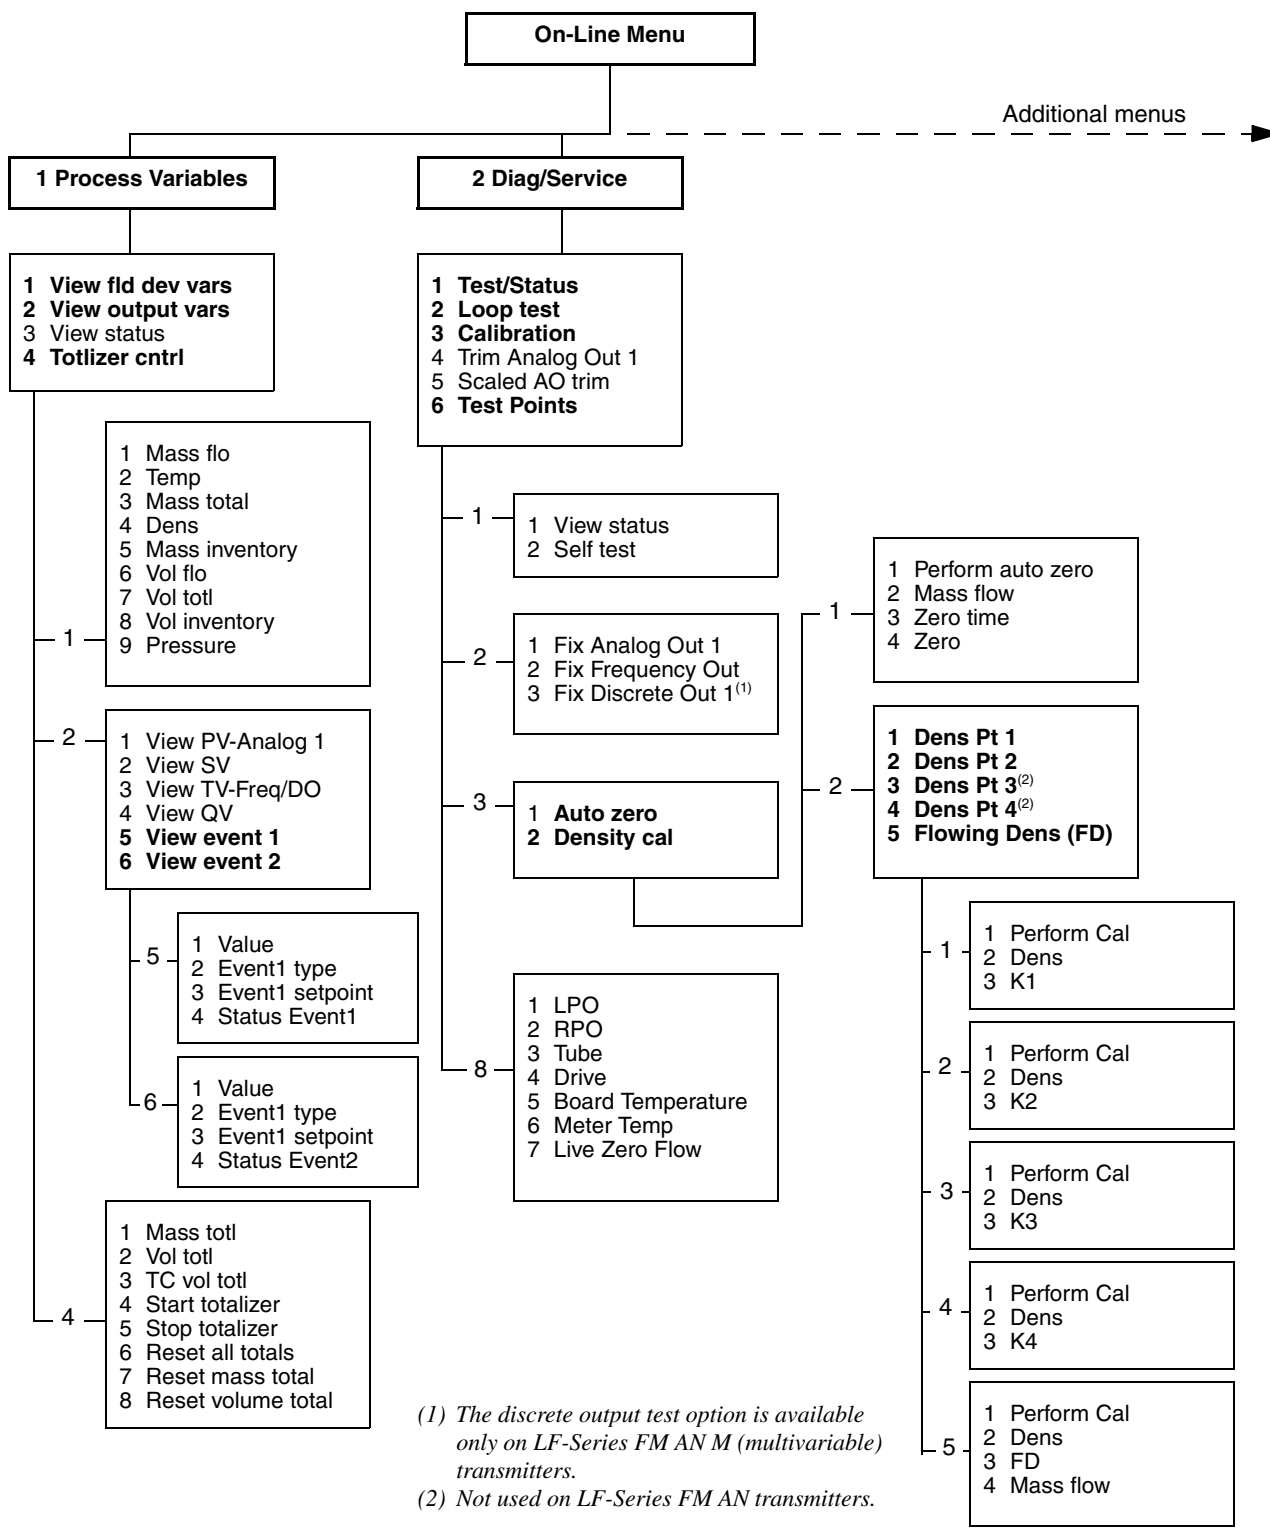 On-Line Menu
Additional menus
1 Process Variables
2 Diag/Service
1 View fld dev vars
2 View output vars
3 View status
4 Totlizer cntrl
1 Test/Status
2 Loop test
3 Calibration
4 Trim Analog Out 1
5 Scaled AO trim
6 Test Points
1
1 Mass flo
2 Temp
3 Mass total
4 Dens
5 Mass inventory
6 Vol flo
7 Vol totl
8 Vol inventory
9 Pressure
2
1 View PV-Analog 1
2 View SV
3 View TV-Freq/DO
4 View QV
5 View event 1
6 View event 2
5
1 Value
2 Event1 type
3 Event1 setpoint
4 Status Event1
6
1 Value
2 Event1 type
3 Event1 setpoint
4 Status Event2
4
1 Mass totl
2 Vol totl
3 TC vol totl
4 Start totalizer
5 Stop totalizer
6 Reset all totals
7 Reset mass total
8 Reset volume total
1
1 View status
2 Self test
2
1 Fix Analog Out 1
2 Fix Frequency Out
3 Fix Discrete Out 1(1)
3
1 Auto zero
2 Density cal
8
1 LPO
2 RPO
3 Tube
4 Drive
5 Board Temperature
6 Meter Temp
7 Live Zero Flow
1
1 Perform auto zero
2 Mass flow
3 Zero time
4 Zero
2
1 Dens Pt 1
2 Dens Pt 2
3 Dens Pt 3(2)
4 Dens Pt 4(2)
5 Flowing Dens (FD)
1
1 Perform Cal
2 Dens
3 K1
2
1 Perform Cal
2 Dens
3 K2
3
1 Perform Cal
2 Dens
3 K3
4
1 Perform Cal
2 Dens
3 K4
5
1 Perform Cal
2 Dens
3 FD
4 Mass flow
(1) The discrete output test option is available
only on LF-Series FM AN M (multivariable)
transmitters.
(2) Not used on LF-Series FM AN transmitters.